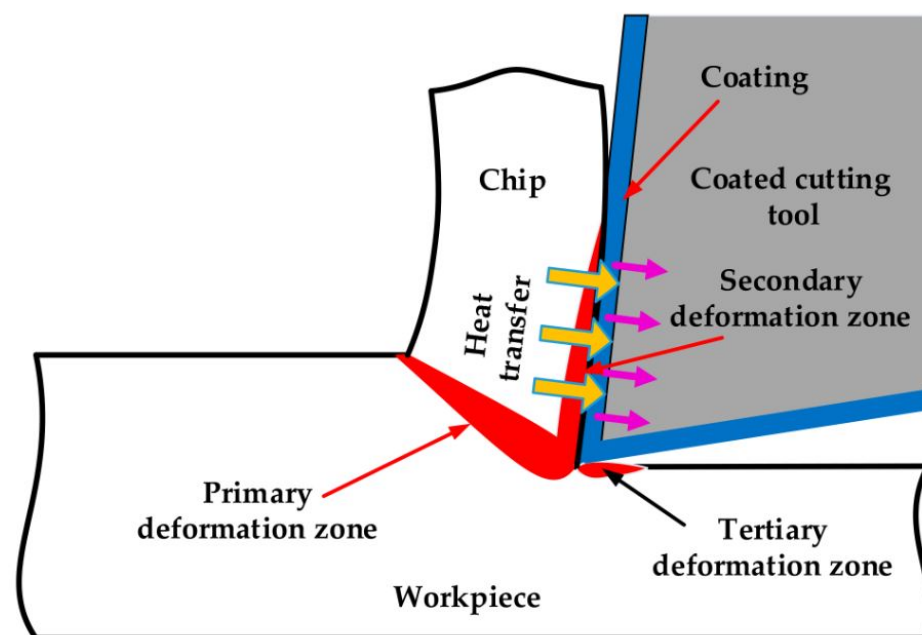 Coating
Chip
Coated cutting
tool
Heat
transfer
Secondary
deformation zone
Primary
deformation zone
Tertiary
deformation zone
Workpiece